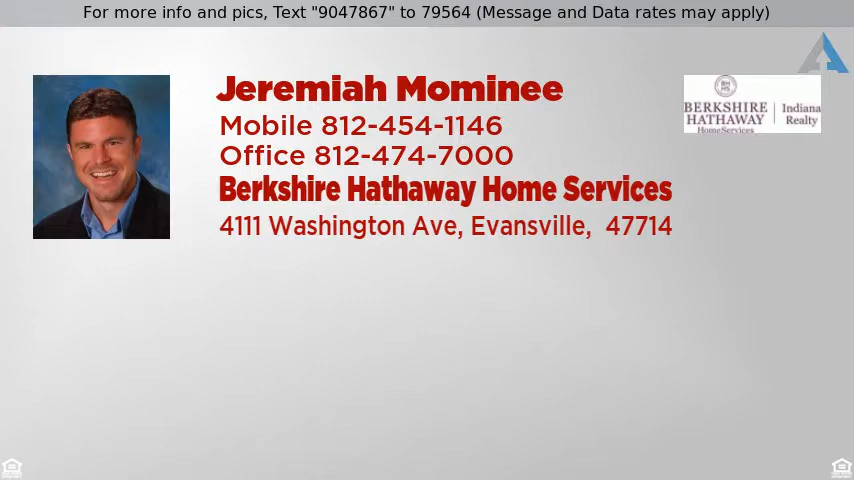 For more info and pics, Text "9047867" to 79564 (Message and Data rates may apply)
Jeremiah Mominee
Mobile 812-454-1146
Office 812-474-7000
Berkshire Hathaway Home Services
4111 Washington Ave, Evansville, 47714
BERKSHIRE
HATHAWAY
HomeServices
Indiana
Realty